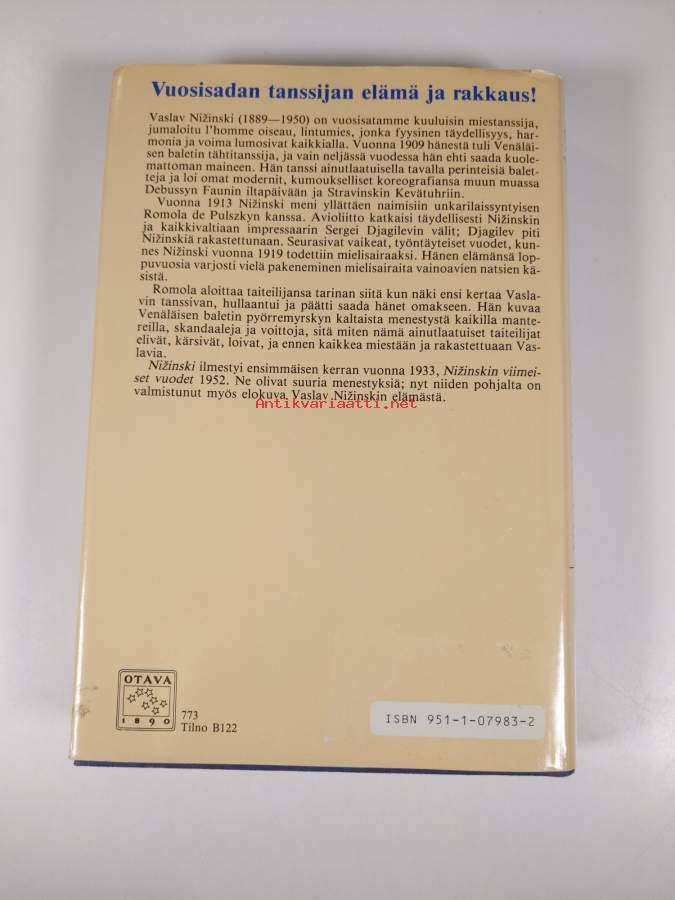 Vuosisadan tanssijan elämä ja rakkaus!
Vaslav Nižinski (1889—1950) on vuosisatamme kuuluisin miestanssija,
jumaloitu l'homme oiseau, lintumies, jonka fyysinen täydellisyys, har-
monia ja voima lumosivat kaikkialla. Vuonna 1909 hänestä tuli Venäläi-
sen baletin tähtitanssija, ja vain neljässä vuodessa hän ehti saada kuole-
mattoman maineen. Hän tanssi ainutlaatuisella tavalla perinteisiä balet-
teja ja loi omat modernit, kumoukselliset koreografiansa muun muassa
Debussyn Faunin iltapäivään ja Stravinskin Kevätuhriin.
Vuonna 1913 Nižinski meni yllättäen naimisiin unkarilaissyntyisen
Romola de Pulszkyn kanssa. Avioliitto katkaisi täydellisesti Nižinskin
ja kaikkivaltiaan impressaarin Sergei Djagilevin välit; Djagilev piti
Nižinskiä rakastettunaan. Seurasivat vaikeat, työntäyteiset vuodet, kun-
nes Nižinski vuonna 1919 todettiin mielisairaaksi. Hänen elämänsä lop-
puvuosia varjosti vielä pakeneminen mielisairaita vainoavien natsien kä-
sistä.
Romola aloittaa taiteilijansa tarinan siitä kun näki ensi kertaa Vasla-
vin tanssivan, hullaantui ja päätti saada hänet omakseen. Hän kuvaa
Venäläisen baletin pyörremyrskyn kaltaista menestystä kaikilla mante-
reilla, skandaaleja ja voittoja, sitä miten nämä ainutlaatuiset taiteilijat
elivät, kärsivät, loivat, ja ennen kaikkea miestään ja rakastettuaan Vas-
lavia.
Nižinski ilmestyi ensimmäisen kerran vuonna 1933, Nižinskin viimei-
set vuodet 1952. Ne olivat suuria menestyksiä; nyt niiden pohjalta on
valmistunut myös elokuva Vaslav Nižinskin elämästä.
Antikvariaatti.net
OTAVA
1890
773
Tilno B122
ISBN 951-1-07983-2